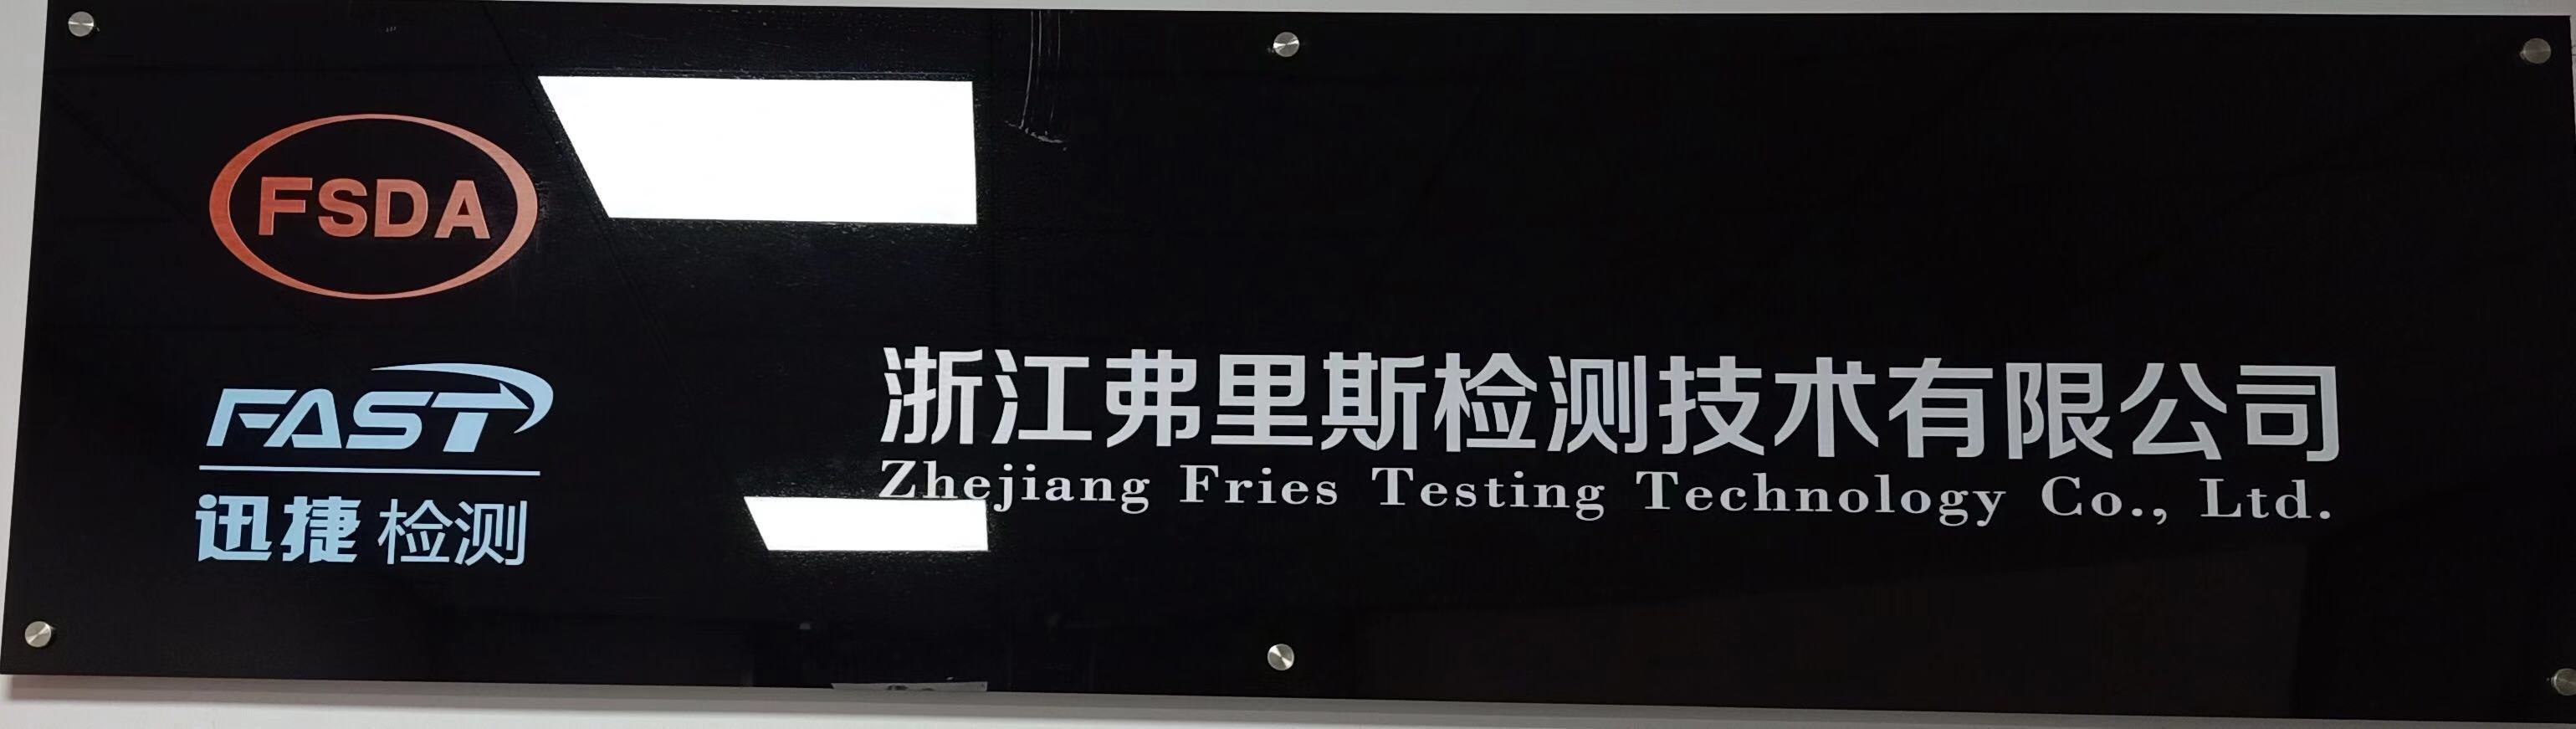 FSDA
FAST
迅捷检测
浙江弗里斯检测技术有限公司
Zhejiang Fries Testing Technology Co., Ltd.